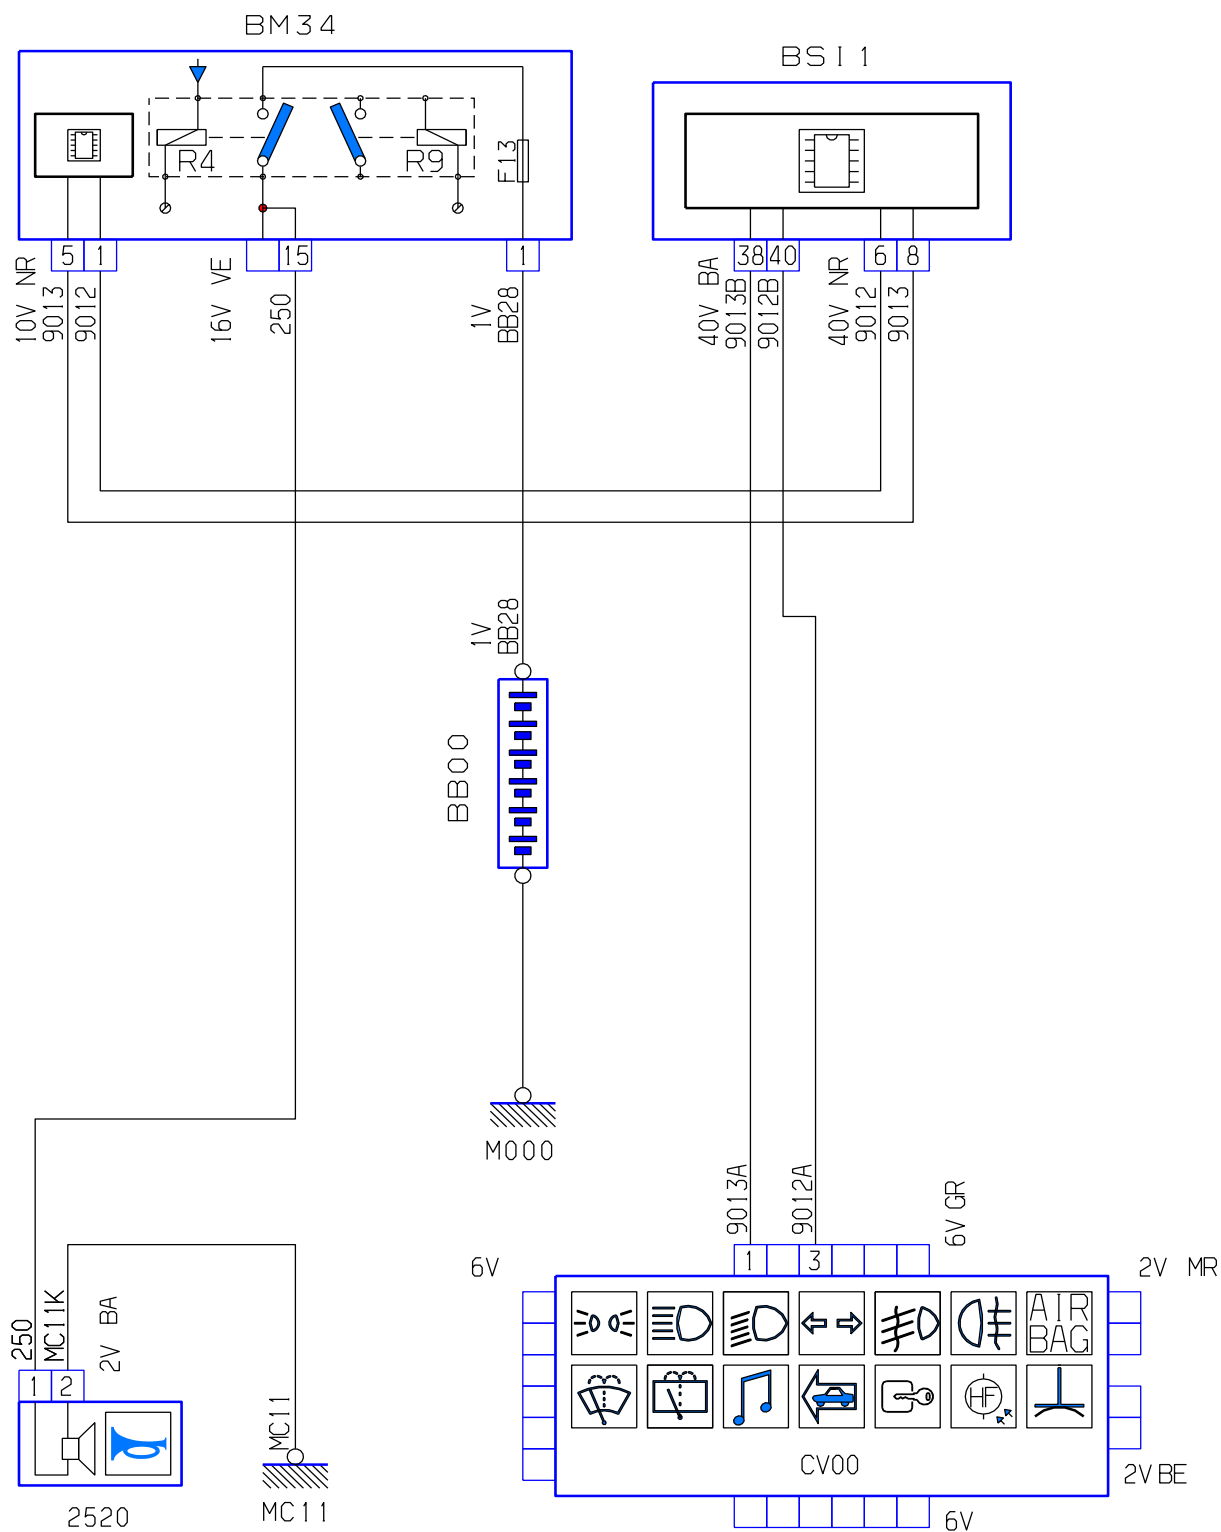 BM34
BSI1
R4
R9
F13
5
1
15
1
38
40
6
8
10V NR
9013
9012
16V VE
250
1V
BB28
40V BA
9013B
9012B
40V NR
9012
9013
1V
BB28
BB00
M000
9013A
9012A
6V GR
6V
1
3
2V MR
AIR
BAG
HF
CV00
2V BE
6V
250
MC11K
2V BA
1
2
MC11
2520
MC11